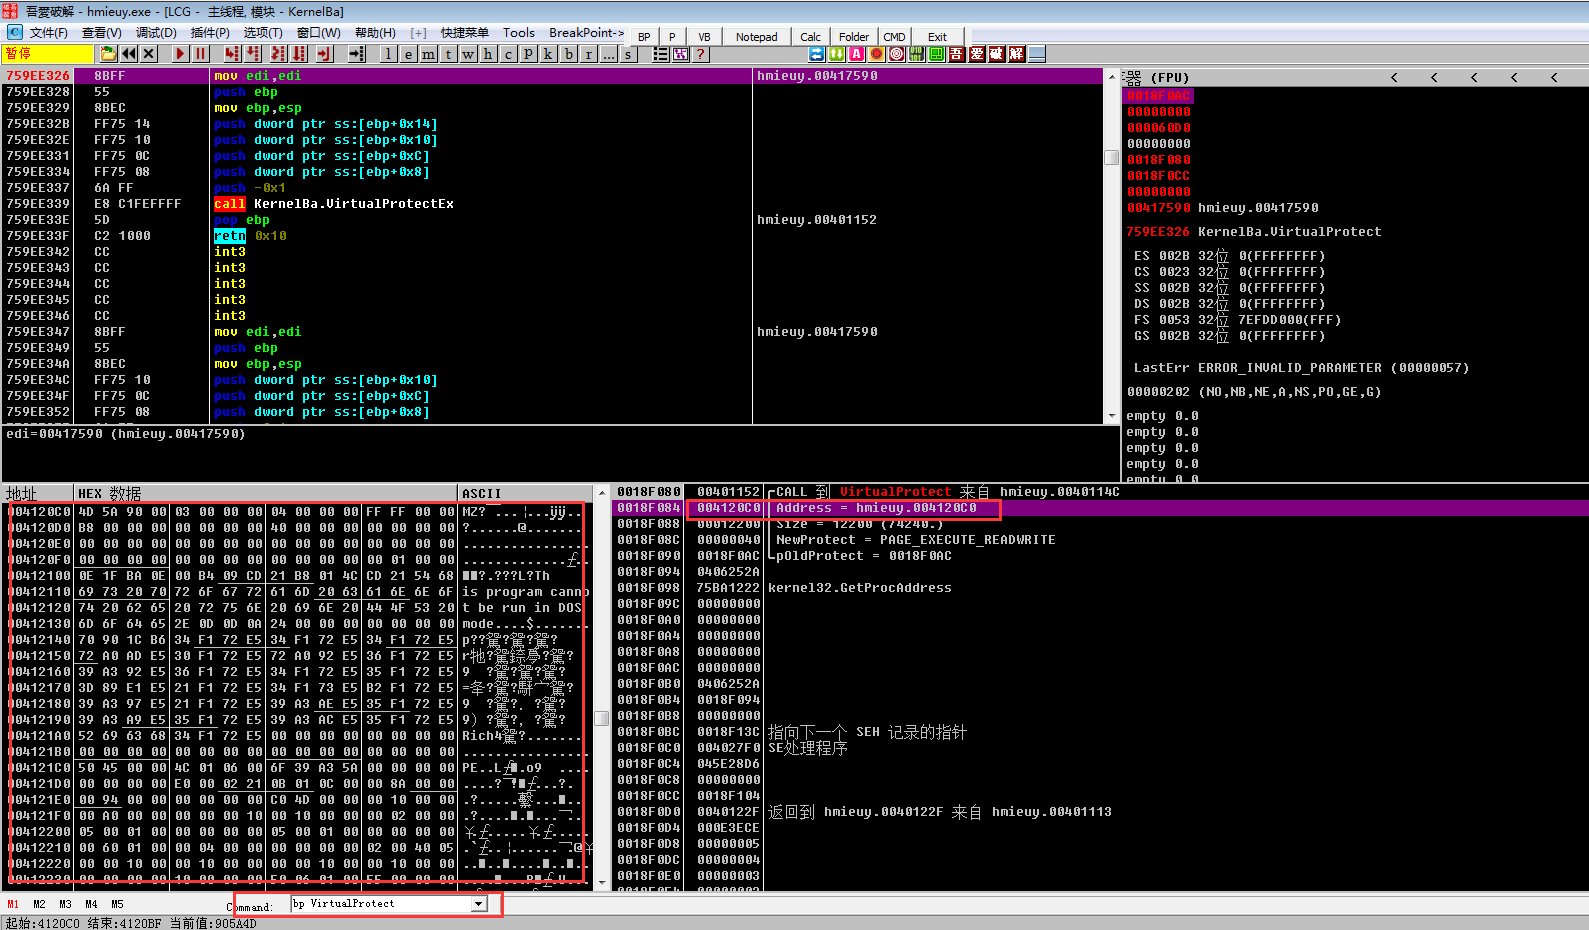 吾愛破解 - hmieuy.exe - [LCG - 主线程, 模块 - KernelBa]
文件(F) 查看(V) 调试(D) 插件(P) 选项(T) 窗口(W) 帮助(H) [+] 快捷菜单 Tools BreakPoint-> BP P VB Notepad Calc Folder CMD Exit
暂停 l e m t w h c P k b r ... s ? 吾 爱 破 解
759EE326 8BFF mov edi,edi hmieuy.00417590
759EE328 55 push ebp
759EE329 8BEC mov ebp,esp
759EE32B FF75 14 push dword ptr ss:[ebp+0x14]
759EE32E FF75 10 push dword ptr ss:[ebp+0x10]
759EE331 FF75 0C push dword ptr ss:[ebp+0xC]
759EE334 FF75 08 push dword ptr ss:[ebp+0x8]
759EE337 6A FF push -0x1
759EE339 E8 C1FEFFFF call KernelBa.VirtualProtectEx
759EE33E 5D pop ebp hmieuy.00401152
759EE33F C2 1000 retn 0x10
759EE342 CC int3
759EE343 CC int3
759EE344 CC int3
759EE345 CC int3
759EE346 CC int3
759EE347 8BFF mov edi,edi hmieuy.00417590
759EE349 55 push ebp
759EE34A 8BEC mov ebp,esp
759EE34C FF75 10 push dword ptr ss:[ebp+0x10]
759EE34F FF75 0C push dword ptr ss:[ebp+0xC]
759EE352 FF75 08 push dword ptr ss:[ebp+0x8]
edi=00417590 (hmieuy.00417590)
器 (FPU) < < < < <
0018F0AC
00000000
000060D0
00000000
0018F080
0018F0CC
00000000
00417590 hmieuy.00417590
759EE326 KernelBa.VirtualProtect
ES 002B 32位 0(FFFFFFFF)
CS 0023 32位 0(FFFFFFFF)
SS 002B 32位 0(FFFFFFFF)
DS 002B 32位 0(FFFFFFFF)
FS 0053 32位 7EFDD000(FFF)
GS 002B 32位 0(FFFFFFFF)
LastErr ERROR_INVALID_PARAMETER (00000057)
00000202 (NO,NB,NE,A,NS,PO,GE,G)
empty 0.0
empty 0.0
empty 0.0
empty 0.0
empty 0.0
地址 HEX 数据 ASCII
004120C0 4D 5A 90 00 03 00 00 00 04 00 00 00 FF FF 00 00
004120D0 B8 00 00 00 00 00 00 00 40 00 00 00 00 00 00 00 ?.......@.......
004120E0 00 00 00 00 00 00 00 00 00 00 00 00 00 00 00 00 ................
004120F0 00 00 00 00 00 00 00 00 00 00 00 00 00 01 00 00
00412100 0E 1F BA 0E 00 B4 09 CD 21 B8 01 4C CD 21 54 68
00412110 69 73 20 70 72 6F 67 72 61 6D 20 63 61 6E 6E 6F is program canno
00412120 74 20 62 65 20 72 75 6E 20 69 6E 20 44 4F 53 20 t be run in DOS
00412130 6D 6F 64 65 2E 0D 0D 0A 24 00 00 00 00 00 00 00 mode....$.......
00412140 70 90 1C B6 34 F1 72 E5 34 F1 72 E5 34 F1 72 E5
00412150 72 A0 AD E5 30 F1 72 E5 72 A0 92 E5 36 F1 72 E5
00412160 39 A3 92 E5 36 F1 72 E5 34 F1 72 E5 35 F1 72 E5
00412170 3D 89 E1 E5 21 F1 72 E5 34 F1 73 E5 B2 F1 72 E5
00412180 39 A3 97 E5 21 F1 72 E5 39 A3 AE E5 35 F1 72 E5
00412190 39 A3 A9 E5 35 F1 72 E5 39 A3 AC E5 35 F1 72 E5
004121A0 52 69 63 68 34 F1 72 E5 00 00 00 00 00 00 00 00 Rich4駕?........
004121B0 00 00 00 00 00 00 00 00 00 00 00 00 00 00 00 00 ................
004121C0 50 45 00 00 4C 01 06 00 6F 39 A3 5A 00 00 00 00
004121D0 00 00 00 00 E0 00 02 21 0B 01 0C 00 00 8A 00 00
004121E0 00 94 00 00 00 00 00 00 C0 4D 00 00 00 10 00 00
004121F0 00 A0 00 00 00 00 00 10 00 10 00 00 00 02 00 00
00412200 05 00 01 00 00 00 00 00 05 00 01 00 00 00 00 00
00412210 00 60 01 00 00 04 00 00 00 00 00 00 02 00 40 05
00412220 00 00 10 00 00 10 00 00 00 00 10 00 00 10 00 00
0018F080 00401152 CALL 到 VirtualProtect 来自 hmieuy.0040114C
0018F084 004120C0 Address = hmieuy.004120C0
0018F088 00012200 Size = 12200 (74240.)
0018F08C 00000040 NewProtect = PAGE_EXECUTE_READWRITE
0018F090 0018F0AC pOldProtect = 0018F0AC
0018F094 0406252A
0018F098 75BA1222 kernel32.GetProcAddress
0018F09C 00000000
0018F0A0 00000000
0018F0A4 00000000
0018F0A8 00000000
0018F0AC 00000000
0018F0B0 0406252A
0018F0B4 0018F094
0018F0B8 00000000
0018F0BC 0018F13C 指向下一个 SEH 记录的指针
0018F0C0 004027F0 SE处理程序
0018F0C4 045E28D6
0018F0C8 00000000
0018F0CC 0018F104
0018F0D0 0040122F 返回到 hmieuy.0040122F 来自 hmieuy.00401113
0018F0D4 000E3ECE
0018F0D8 00000005
0018F0DC 00000004
0018F0E0 00000003
M1 M2 M3 M4 M5 Command: bp VirtualProtect
起始:4120C0 结束:4120BF 当前值:905A4D